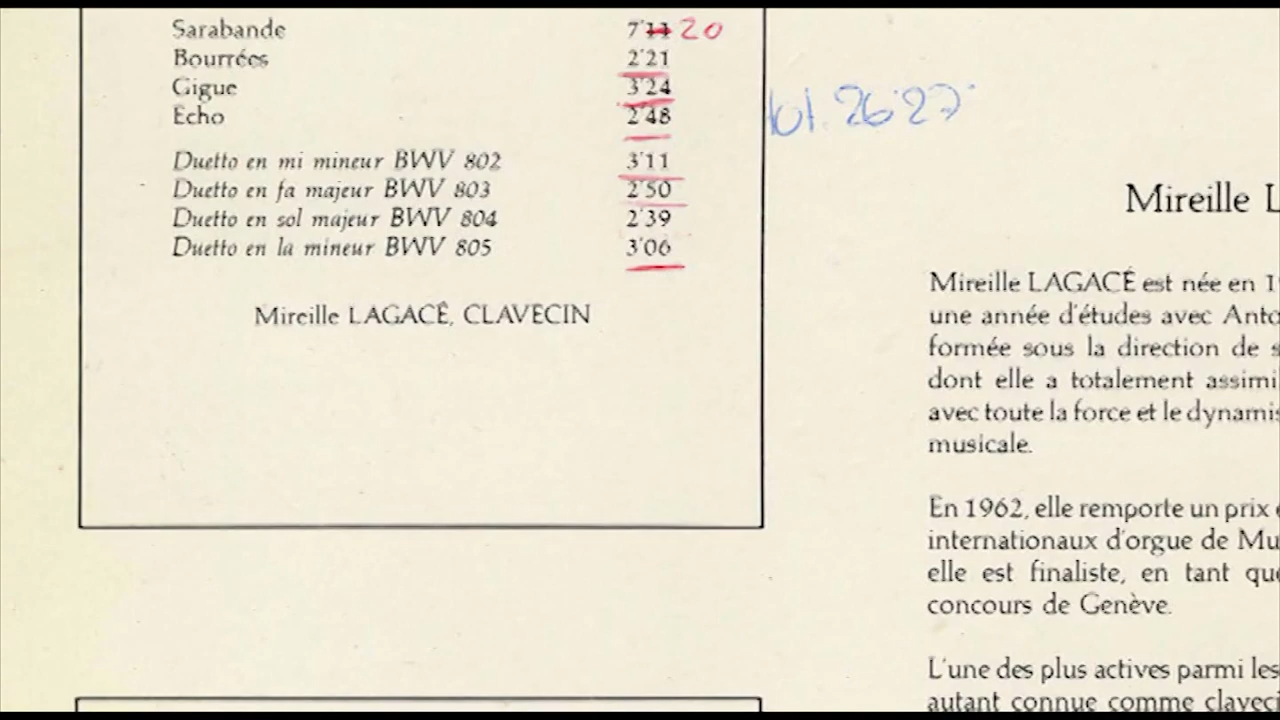 Sarabande 7'11 20
Bourrées 2'21
Gigue 3'24
Echo 2'48
tot. 26'27"
Duetto en mi mineur BWV 802 3'11
Duetto en fa majeur BWV 803 2'50
Duetto en sol majeur BWV 804 2'39
Duetto en la mineur BWV 805 3'06
Mireille LAGACÊ, CLAVECIN
Mireille L
Mireille LAGACÉ est née en 1
une année d'études avec Anto
formée sous la direction de s
dont elle a totalement assimi
avec toute la force et le dynamis
musicale.
En 1962, elle remporte un prix e
internationaux d'orgue de Mu
elle est finaliste, en tant que
concours de Genève.
L'une des plus actives parmi les
autant connue comme claveci